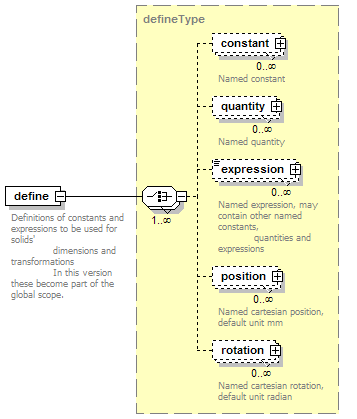 defineType
constant
0..∞
Named constant
quantity
0..∞
Named quantity
expression
0..∞
Named expression, may
contain other named
constants,
quantities and
expressions
define
Definitions of constants and
expressions to be used for
solids'
dimensions and
transformations
In this version
these become part of the
global scope.
1..∞
position
0..∞
Named cartesian position,
default unit mm
rotation
0..∞
Named cartesian rotation,
default unit radian